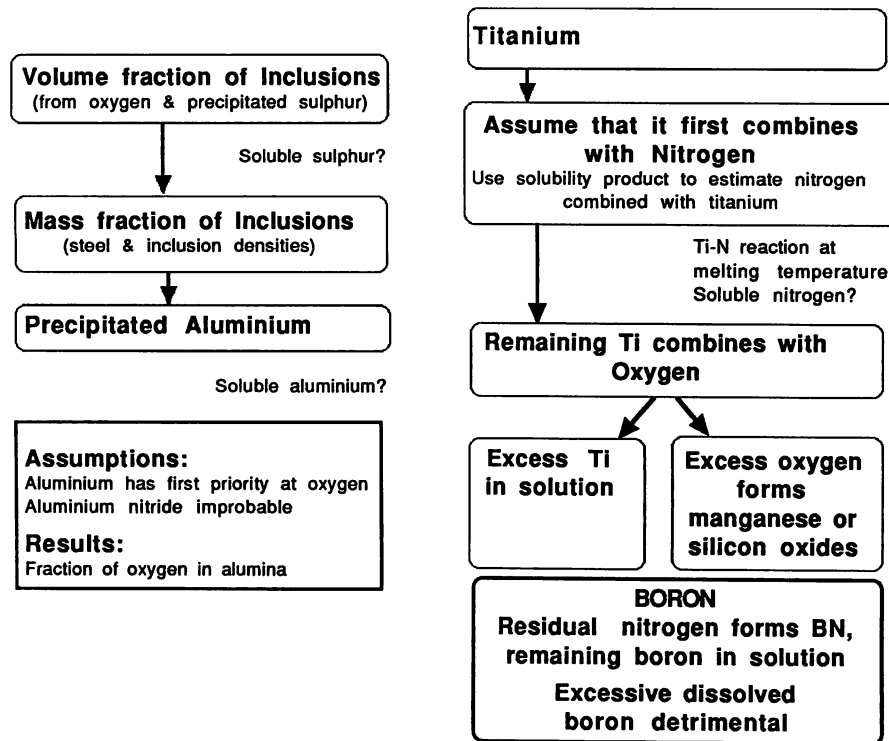 Volume fraction of Inclusions
(from oxygen & precipitated sulphur)
Soluble sulphur?
Mass fraction of Inclusions
(steel & inclusion densities)
Precipitated Aluminium
Soluble aluminium?
Assumptions:
Aluminium has first priority at oxygen
Aluminium nitride improbable
Results:
Fraction of oxygen in alumina
Titanium
Assume that it first combines
with Nitrogen
Use solubility product to estimate nitrogen
combined with titanium
Ti-N reaction at
melting temperature
Soluble nitrogen?
Remaining Ti combines with
Oxygen
Excess Ti
in solution
Excess oxygen
forms
manganese or
silicon oxides
BORON
Residual nitrogen forms BN,
remaining boron in solution
Excessive dissolved
boron detrimental